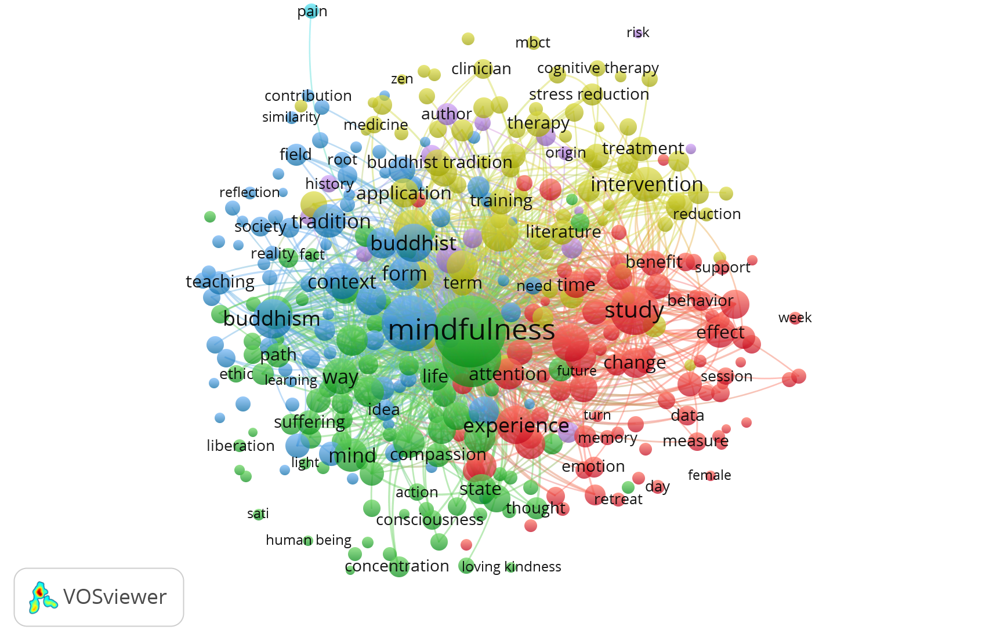 pain
risk
mbct
clinician
cognitive therapy
zen
contribution
stress reduction
similarity
author
medicine
therapy
treatment
origin
field
root
buddhist tradition
history
intervention
reflection
application
training
reduction
society
tradition
literature
buddhist
reality
fact
benefit
support
teaching
context
form
term
need
time
behavior
study
buddhism
week
mindfulness
effect
path
change
ethic
learning
way
life
attention
future
session
idea
turn
data
suffering
experience
memory
measure
liberation
light
mind
compassion
emotion
female
action
state
day
retreat
sati
thought
consciousness
human being
concentration
loving kindness
VOSviewer